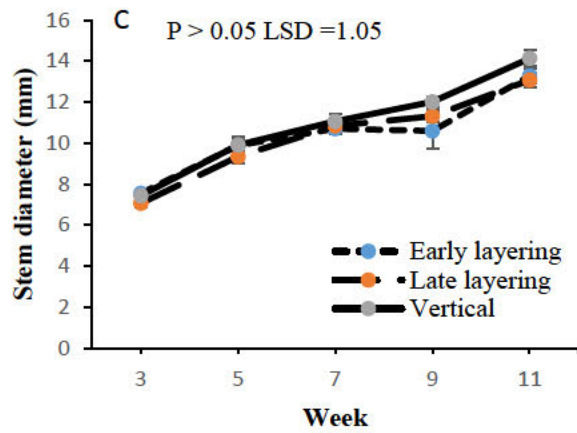 C
P > 0.05 LSD =1.05
Stem diameter (mm)
16
14
12
10
8
6
4
2
0
Early layering
Late layering
Vertical
3 5 7 9 11
Week